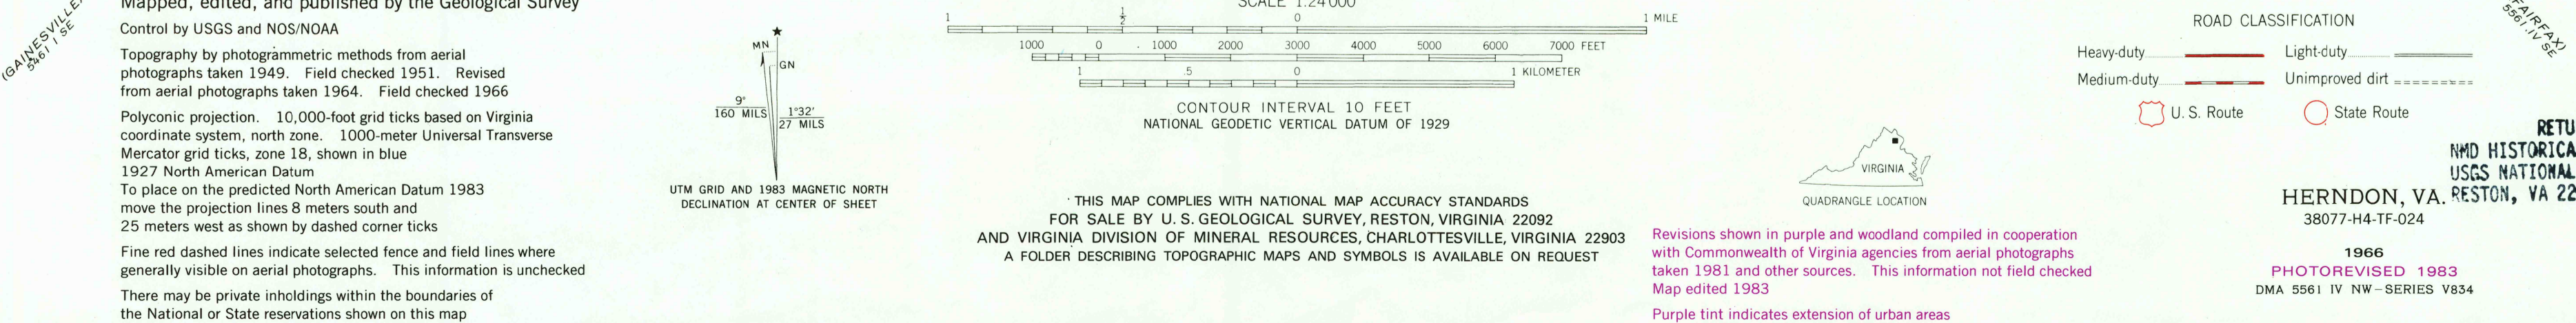 Mapped, edited, and published by the Geological Survey
Control by USGS and NOS/NOAA
Topography by photogrammetric methods from aerial
photographs taken 1949. Field checked 1951. Revised
from aerial photographs taken 1964. Field checked 1966
Polyconic projection. 10,000-foot grid ticks based on Virginia
coordinate system, north zone. 1000-meter Universal Transverse
Mercator grid ticks, zone 18, shown in blue
1927 North American Datum
To place on the predicted North American Datum 1983
move the projection lines 8 meters south and
25 meters west as shown by dashed corner ticks
Fine red dashed lines indicate selected fence and field lines where
generally visible on aerial photographs. This information is unchecked
There may be private inholdings within the boundaries of
the National or State reservations shown on this map
(GAINESVILLE)
5461 I SE
MN
GN
9°
160 MILS
1°32'
27 MILS
UTM GRID AND 1983 MAGNETIC NORTH
DECLINATION AT CENTER OF SHEET
SCALE 1:24 000
1 ½ 0 1 MILE
1000 0 1000 2000 3000 4000 5000 6000 7000 FEET
1 .5 0 1 KILOMETER
CONTOUR INTERVAL 10 FEET
NATIONAL GEODETIC VERTICAL DATUM OF 1929
THIS MAP COMPLIES WITH NATIONAL MAP ACCURACY STANDARDS
FOR SALE BY U. S. GEOLOGICAL SURVEY, RESTON, VIRGINIA 22092
AND VIRGINIA DIVISION OF MINERAL RESOURCES, CHARLOTTESVILLE, VIRGINIA 22903
A FOLDER DESCRIBING TOPOGRAPHIC MAPS AND SYMBOLS IS AVAILABLE ON REQUEST
VIRGINIA
QUADRANGLE LOCATION
Revisions shown in purple and woodland compiled in cooperation
with Commonwealth of Virginia agencies from aerial photographs
taken 1981 and other sources. This information not field checked
Map edited 1983
Purple tint indicates extension of urban areas
ROAD CLASSIFICATION
Heavy-duty
Light-duty
Medium-duty
Unimproved dirt
U. S. Route
State Route
(FAIRFAX)
5561 IV SE
RETU
NMD HISTORICA
USGS NATIONAL
RESTON, VA 22
HERNDON, VA.
38077-H4-TF-024
1966
PHOTOREVISED 1983
DMA 5561 IV NW–SERIES V834